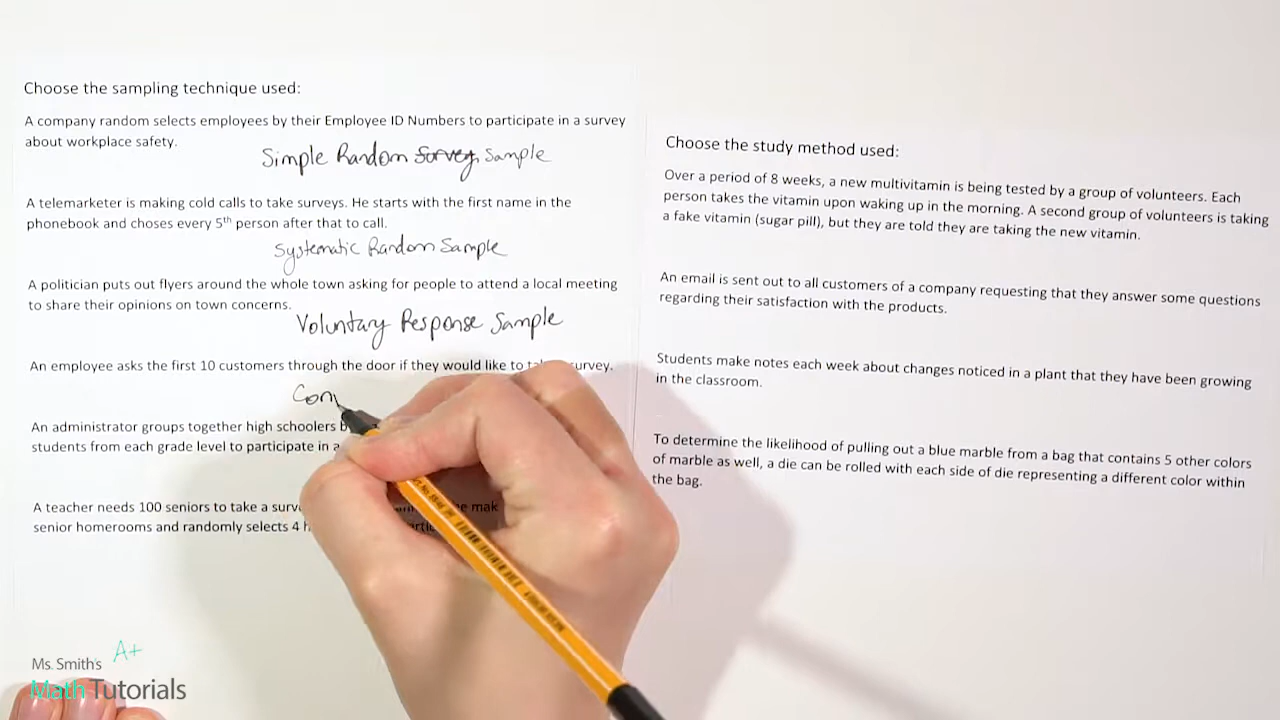 Choose the sampling technique used:
A company random selects employees by their Employee ID Numbers to participate in a survey
about workplace safety.
Simple Random Survey Sample
A telemarketer is making cold calls to take surveys. He starts with the first name in the
phonebook and choses every 5th person after that to call.
Systematic Random Sample
A politician puts out flyers around the whole town asking for people to attend a local meeting
to share their opinions on town concerns.
Voluntary Response Sample
An employee asks the first 10 customers through the door if they would like to survey.
Con
An administrator groups together high schoolers
students from each grade level to participate in a
A teacher needs 100 seniors to take a
senior homerooms and randomly selects 4
Choose the study method used:
Over a period of 8 weeks, a new multivitamin is being tested by a group of volunteers. Each
person takes the vitamin upon waking up in the morning. A second group of volunteers is taking
a fake vitamin (sugar pill), but they are told they are taking the new vitamin.
An email is sent out to all customers of a company requesting that they answer some questions
regarding their satisfaction with the products.
Students make notes each week about changes noticed in a plant that they have been growing
in the classroom.
To determine the likelihood of pulling out a blue marble from a bag that contains 5 other colors
of marble as well, a die can be rolled with each side of die representing a different color within
the bag.
A+
Ms. Smith's
Math Tutorials